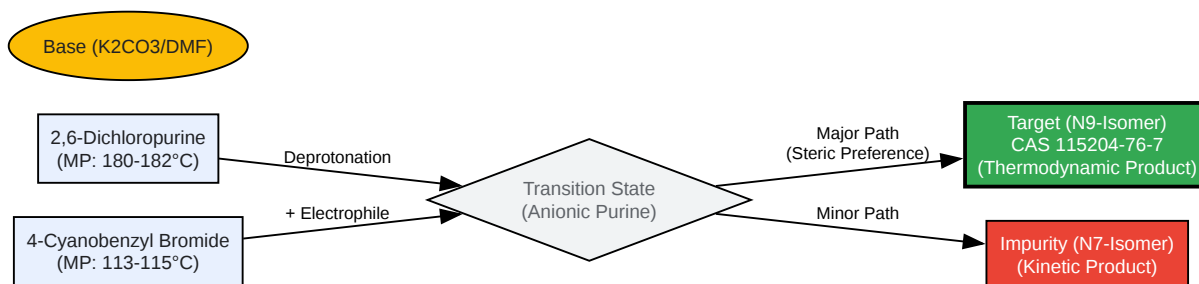 Base (K2CO3/DMF)
2,6-Dichloropurine
(MP: 180-182°C)
Deprotonation
4-Cyanobenzyl Bromide
(MP: 113-115°C)
+ Electrophile
Transition State
(Anionic Purine)
Major Path
(Steric Preference)
Target (N9-Isomer)
CAS 115204-76-7
(Thermodynamic Product)
Minor Path
Impurity (N7-Isomer)
(Kinetic Product)